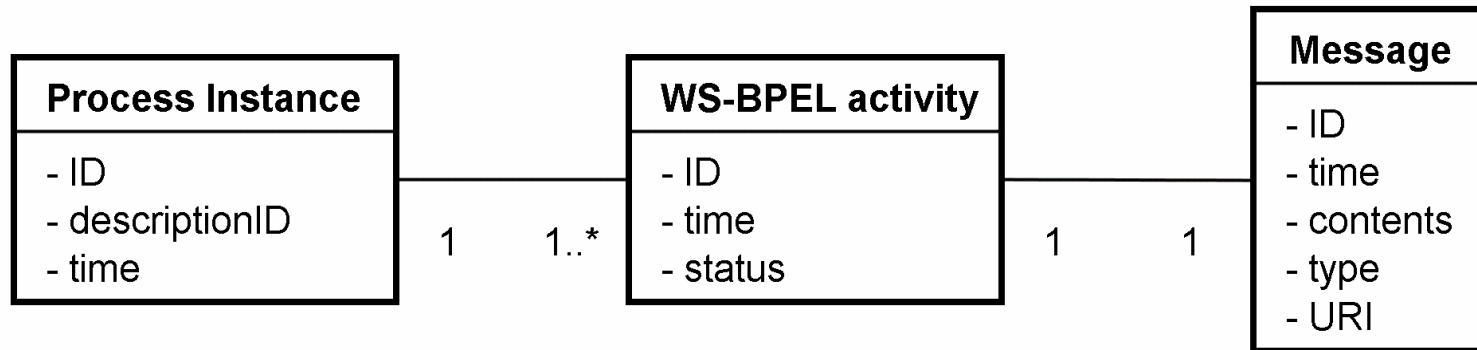 Process Instance
- ID
- descriptionID
- time
1
1..*
WS-BPEL activity
- ID
- time
- status
1
1
Message
- ID
- time
- contents
- type
- URI